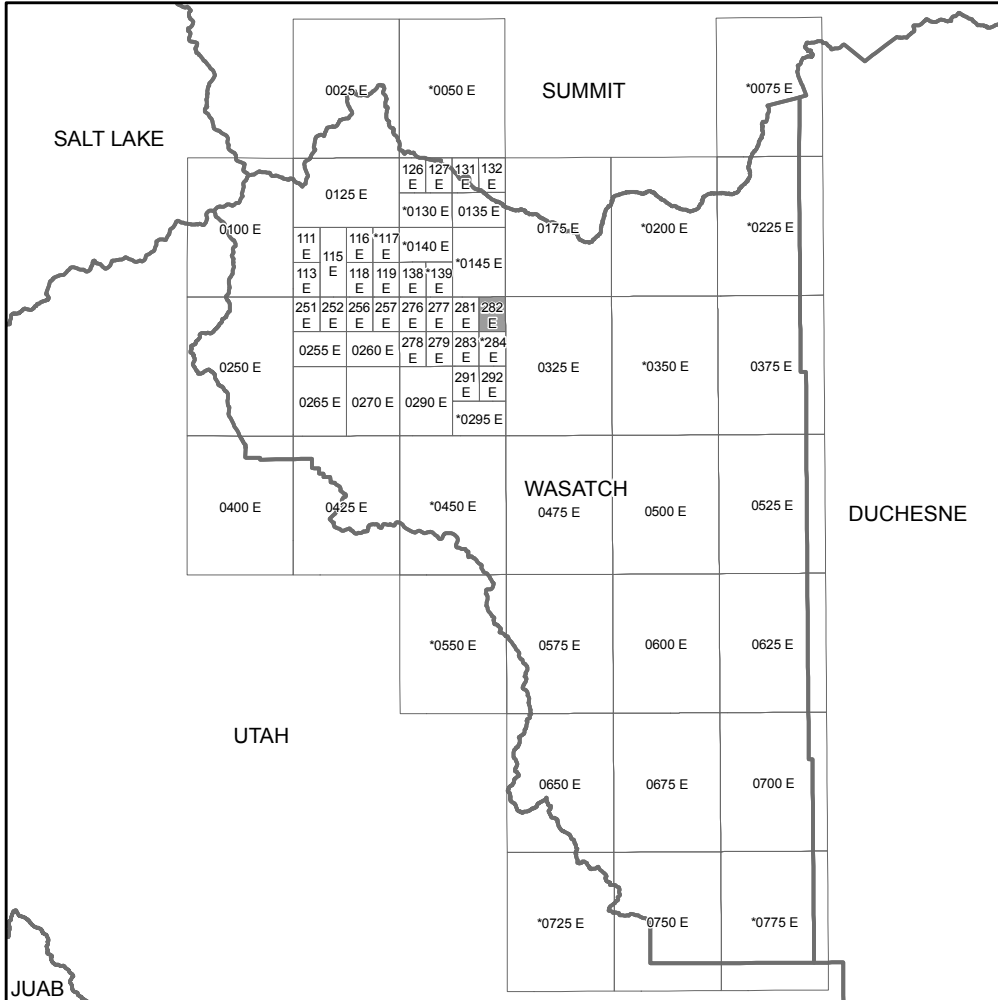 0025 E
*0050 E
SUMMIT
*0075 E
SALT LAKE
126 E
127 E
131 E
132 E
0125 E
*0130 E
0135 E
0100 E
0175 E
*0200 E
*0225 E
111 E
115 E
116 E
*117 E
*0140 E
*0145 E
113 E
118 E
119 E
138 E
*139 E
251 E
252 E
256 E
257 E
276 E
277 E
281 E
282 E
0250 E
0255 E
0260 E
278 E
279 E
283 E
*284 E
0325 E
*0350 E
0375 E
0265 E
0270 E
0290 E
291 E
292 E
*0295 E
WASATCH
0400 E
0425 E
*0450 E
0475 E
0500 E
0525 E
DUCHESNE
*0550 E
0575 E
0600 E
0625 E
UTAH
0650 E
0675 E
0700 E
*0725 E
0750 E
*0775 E
JUAB